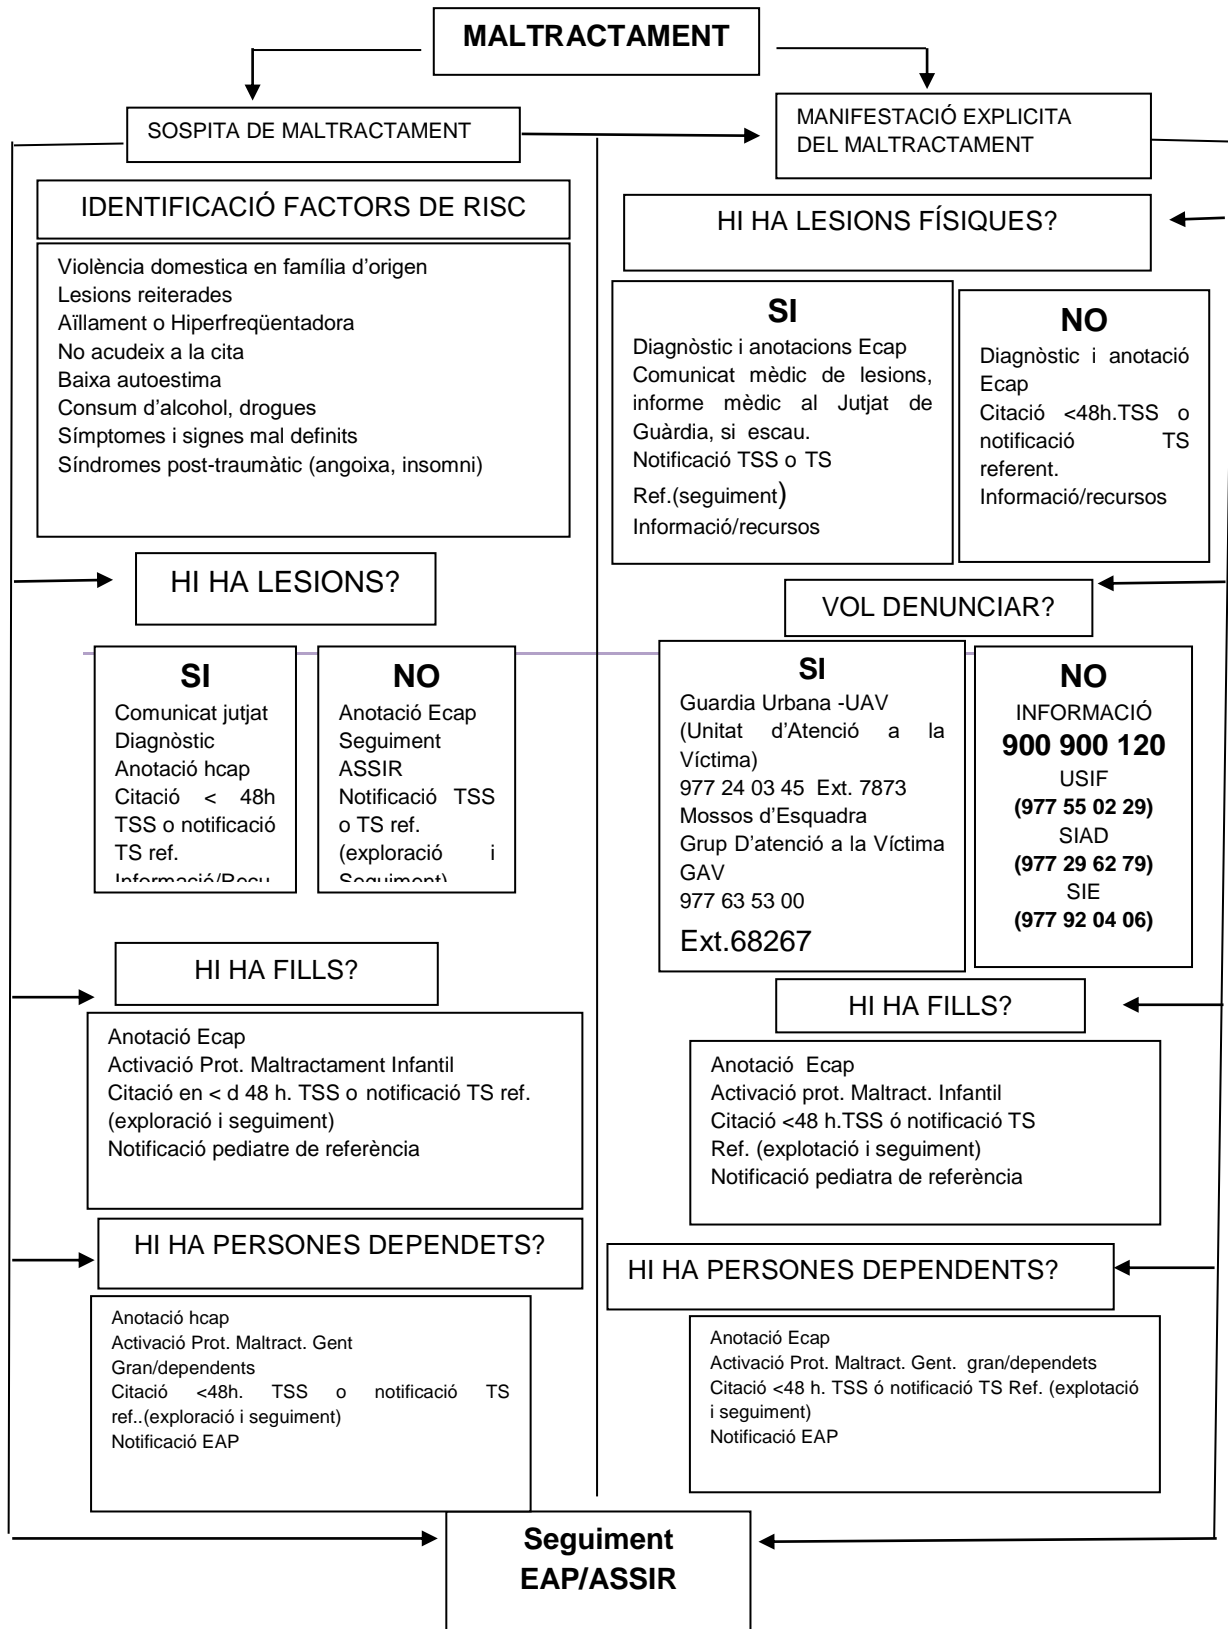 MALTRACTAMENT
SOSPITA DE MALTRACTAMENT
IDENTIFICACIÓ FACTORS DE RISC
Violència domestica en família d'origen
Lesions reiterades
Aïllament o Hiperfreqüentadora
No acudeix a la cita
Baixa autoestima
Consum d'alcohol, drogues
Símptomes i signes mal definits
Síndromes post-traumàtic (angoixa, insomni)
HI HA LESIONS?
SI
Comunicat jutjat
Diagnòstic
Anotació hcap
Citació < 48h
TSS o notificació
TS ref.
Informació/Recu
NO
Anotació Ecap
Seguiment
ASSIR
Notificació TSS
o TS ref.
(exploració i
Seguiment)
HI HA FILLS?
Anotació Ecap
Activació Prot. Maltractament Infantil
Citació en < d 48 h. TSS o notificació TS ref.
(exploració i seguiment)
Notificació pediatre de referència
HI HA PERSONES DEPENDETS?
Anotació hcap
Activació Prot. Maltract. Gent
Gran/dependents
Citació <48h. TSS o notificació TS
ref..(exploració i seguiment)
Notificació EAP
MANIFESTACIÓ EXPLICITA
DEL MALTRACTAMENT
HI HA LESIONS FÍSIQUES?
SI
Diagnòstic i anotacions Ecap
Comunicat mèdic de lesions,
informe mèdic al Jutjat de
Guàrdia, si escau.
Notificació TSS o TS
Ref.(seguiment)
Informació/recursos
NO
Diagnòstic i anotació
Ecap
Citació <48h.TSS o
notificació TS
referent.
Informació/recursos
VOL DENUNCIAR?
SI
Guardia Urbana -UAV
(Unitat d'Atenció a la
Víctima)
977 24 03 45 Ext. 7873
Mossos d'Esquadra
Grup D'atenció a la Víctima
GAV
977 63 53 00
Ext.68267
NO
INFORMACIÓ
900 900 120
USIF
(977 55 02 29)
SIAD
(977 29 62 79)
SIE
(977 92 04 06)
HI HA FILLS?
Anotació Ecap
Activació prot. Maltract. Infantil
Citació <48 h.TSS ó notificació TS
Ref. (explotació i seguiment)
Notificació pediatra de referència
HI HA PERSONES DEPENDENTS?
Anotació Ecap
Activació Prot. Maltract. Gent. gran/dependets
Citació <48 h. TSS ó notificació TS Ref. (explotació
i seguiment)
Notificació EAP
Seguiment
EAP/ASSIR